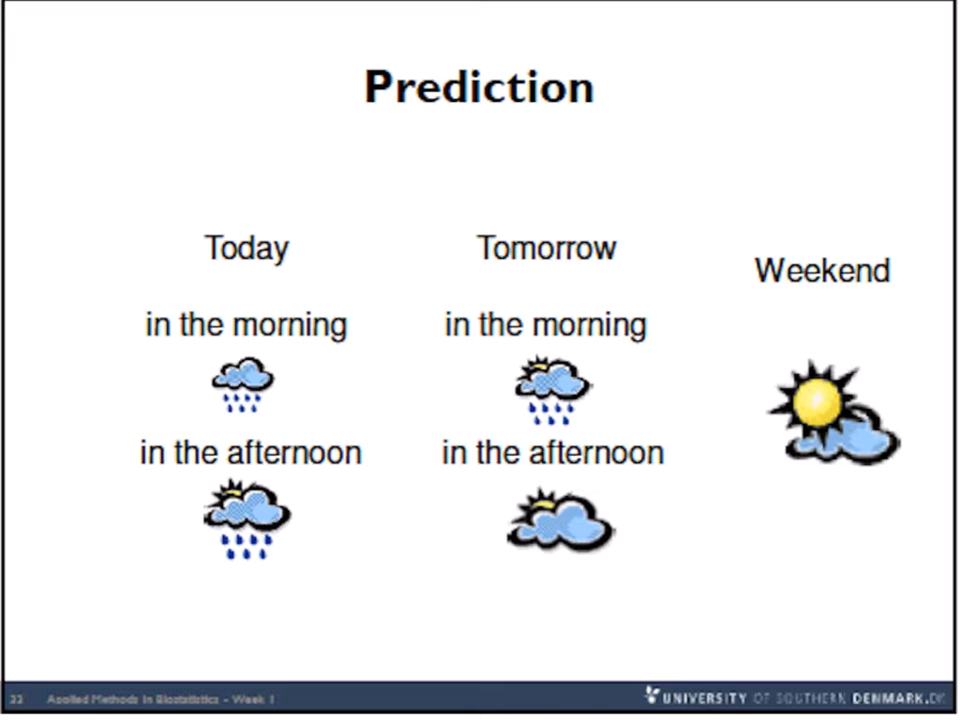 Prediction
Today
in the morning
in the afternoon
Tomorrow
in the morning
in the afternoon
Weekend
Applied Methods in Biostatistics - Week 1
UNIVERSITY OF SOUTHERN DENMARK.DK